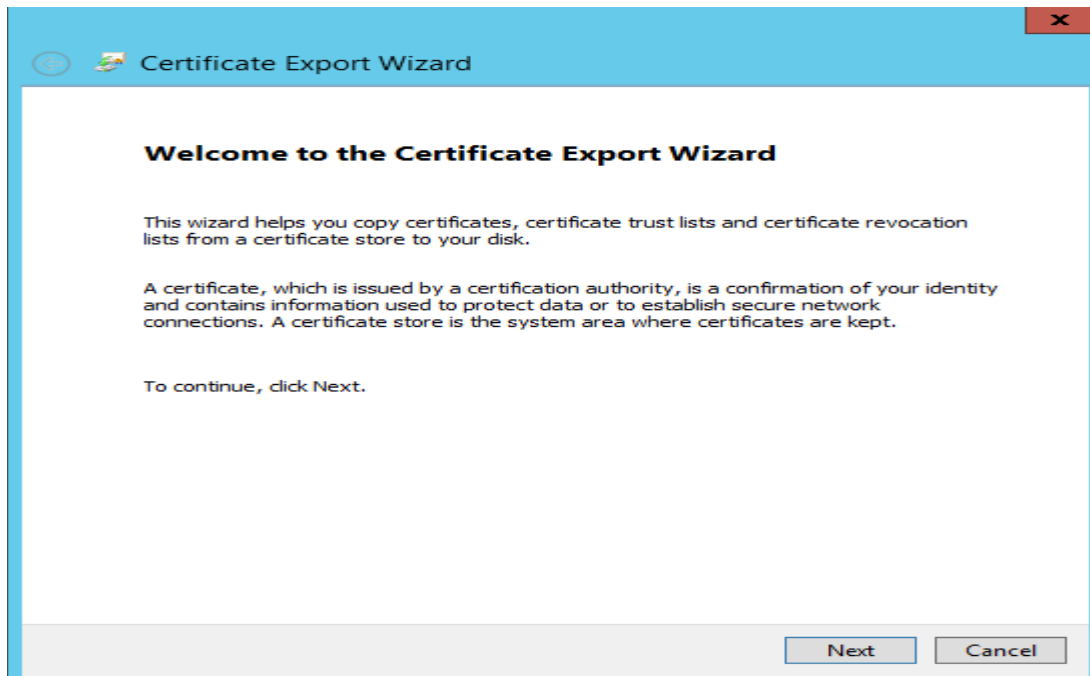 Certificate Export Wizard
Welcome to the Certificate Export Wizard
This wizard helps you copy certificates, certificate trust lists and certificate revocation
lists from a certificate store to your disk.
A certificate, which is issued by a certification authority, is a confirmation of your identity
and contains information used to protect data or to establish secure network
connections. A certificate store is the system area where certificates are kept.
To continue, click Next.
Next Cancel